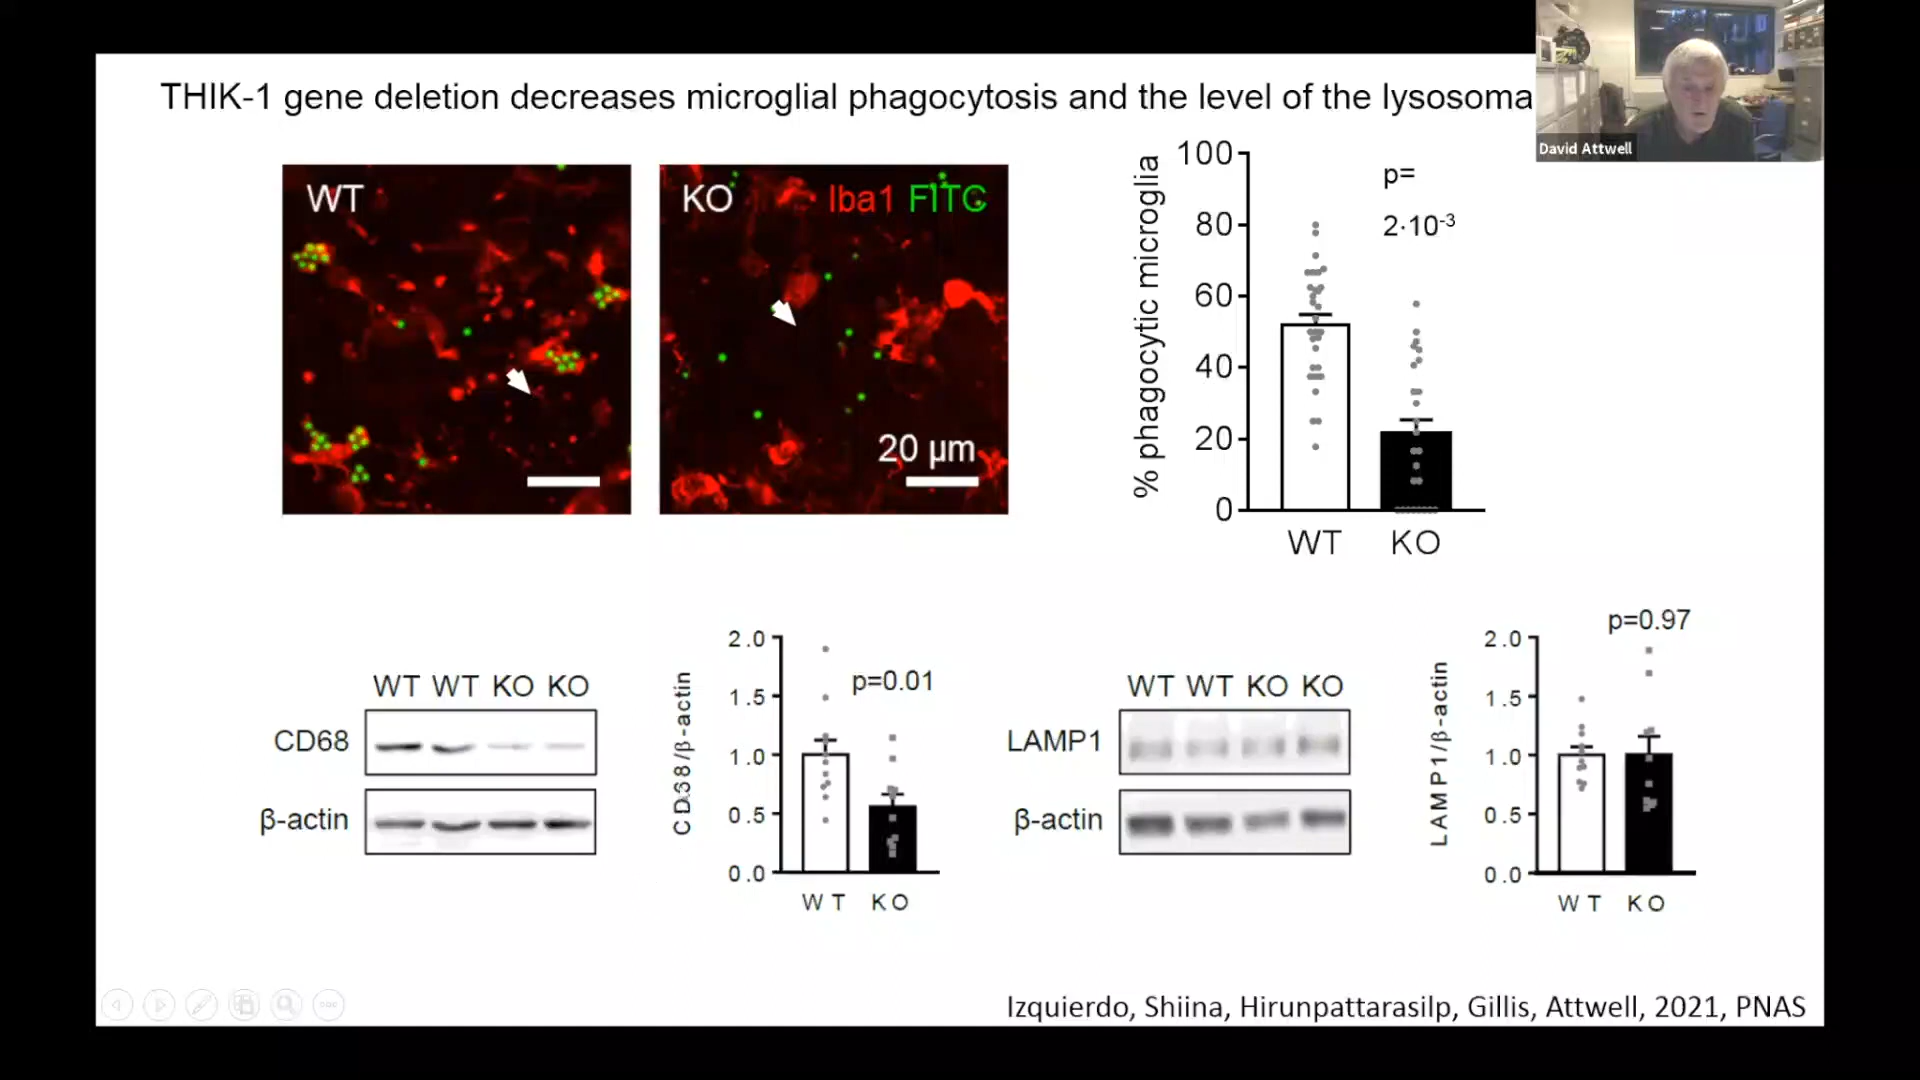 THIK-1 gene deletion decreases microglial phagocytosis and the level of the lysosoma
David Attwell
WT
KO
Iba1 FITC
20 µm
% phagocytic microglia
100
80
60
40
20
0
p=
2·10-3
WT KO
WT WT KO KO
CD68
β-actin
CD68/β-actin
2.0
1.5
1.0
0.5
0.0
p=0.01
WT KO
WT WT KO KO
LAMP1
β-actin
LAMP1/β-actin
2.0
1.5
1.0
0.5
0.0
p=0.97
WT KO
Izquierdo, Shiina, Hirunpattarasilp, Gillis, Attwell, 2021, PNAS